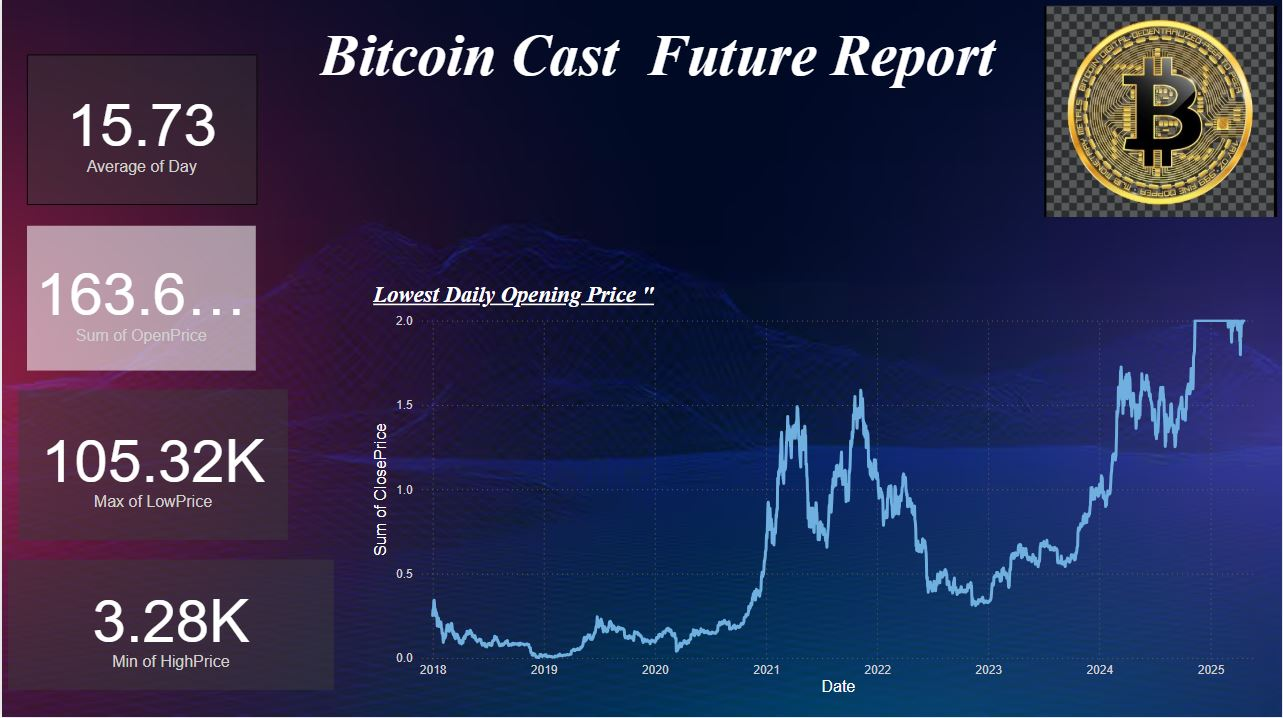 Bitcoin Cast  Future Report
15.73
Average of Day
163.6...
Sum of OpenPrice
105.32K
Max of LowPrice
3.28K
Min of HighPrice
Lowest Daily Opening Price "
Sum of ClosePrice
2.0
1.5
1.0
0.5
0.0
2018 2019 2020 2021 2022 2023 2024 2025
Date